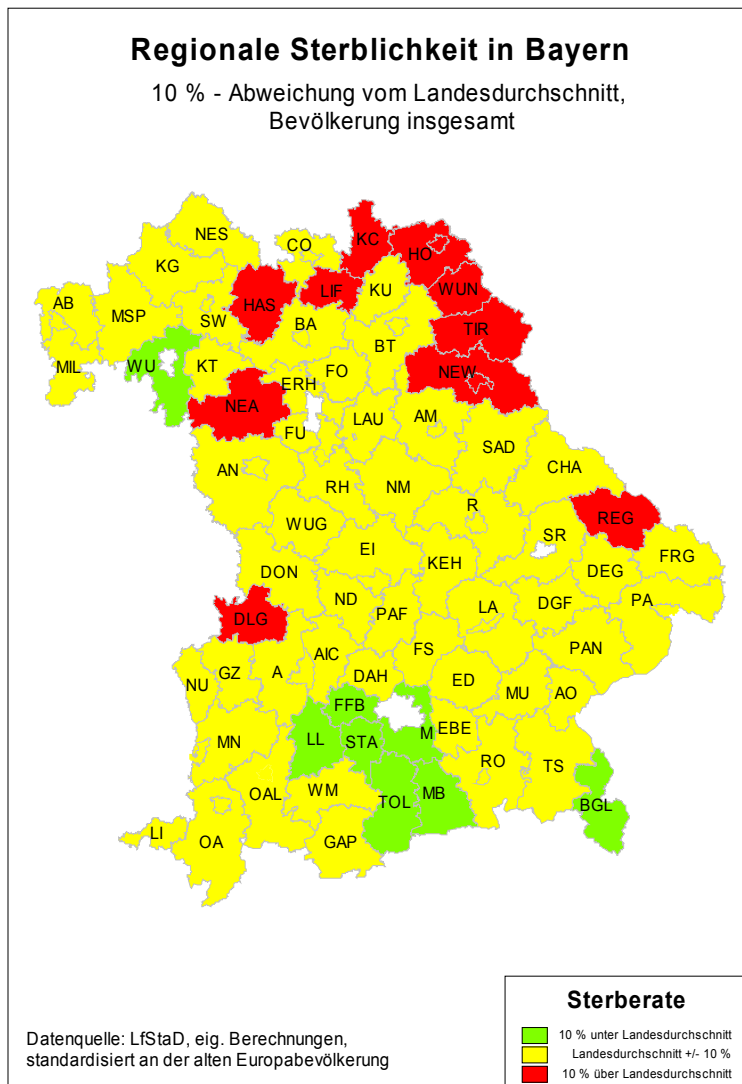 Regionale Sterblichkeit in Bayern
10 % - Abweichung vom Landesdurchschnitt,
Bevölkerung insgesamt
NES
CO
KC
HO
KG
LIF
KU
WUN
AB
MSP
SW
HAS
BA
TIR
BT
MIL
WU
KT
FO
NEW
ERH
NEA
FU
LAU
AM
SAD
AN
CHA
RH
NM
R
REG
WUG
SR
EI
KEH
FRG
DON
DEG
ND
PAF
LA
DGF
PA
DLG
PAN
AIC
FS
GZ
A
DAH
ED
NU
MU
AO
FFB
MN
LL
STA
M
EBE
RO
TS
OAL
WM
TOL
MB
BGL
LI
OA
GAP
Sterberate
10 % unter Landesdurchschnitt
Landesdurchschnitt +/- 10 %
10 % über Landesdurchschnitt
Datenquelle: LfStaD, eig. Berechnungen,
standardisiert an der alten Europabevölkerung